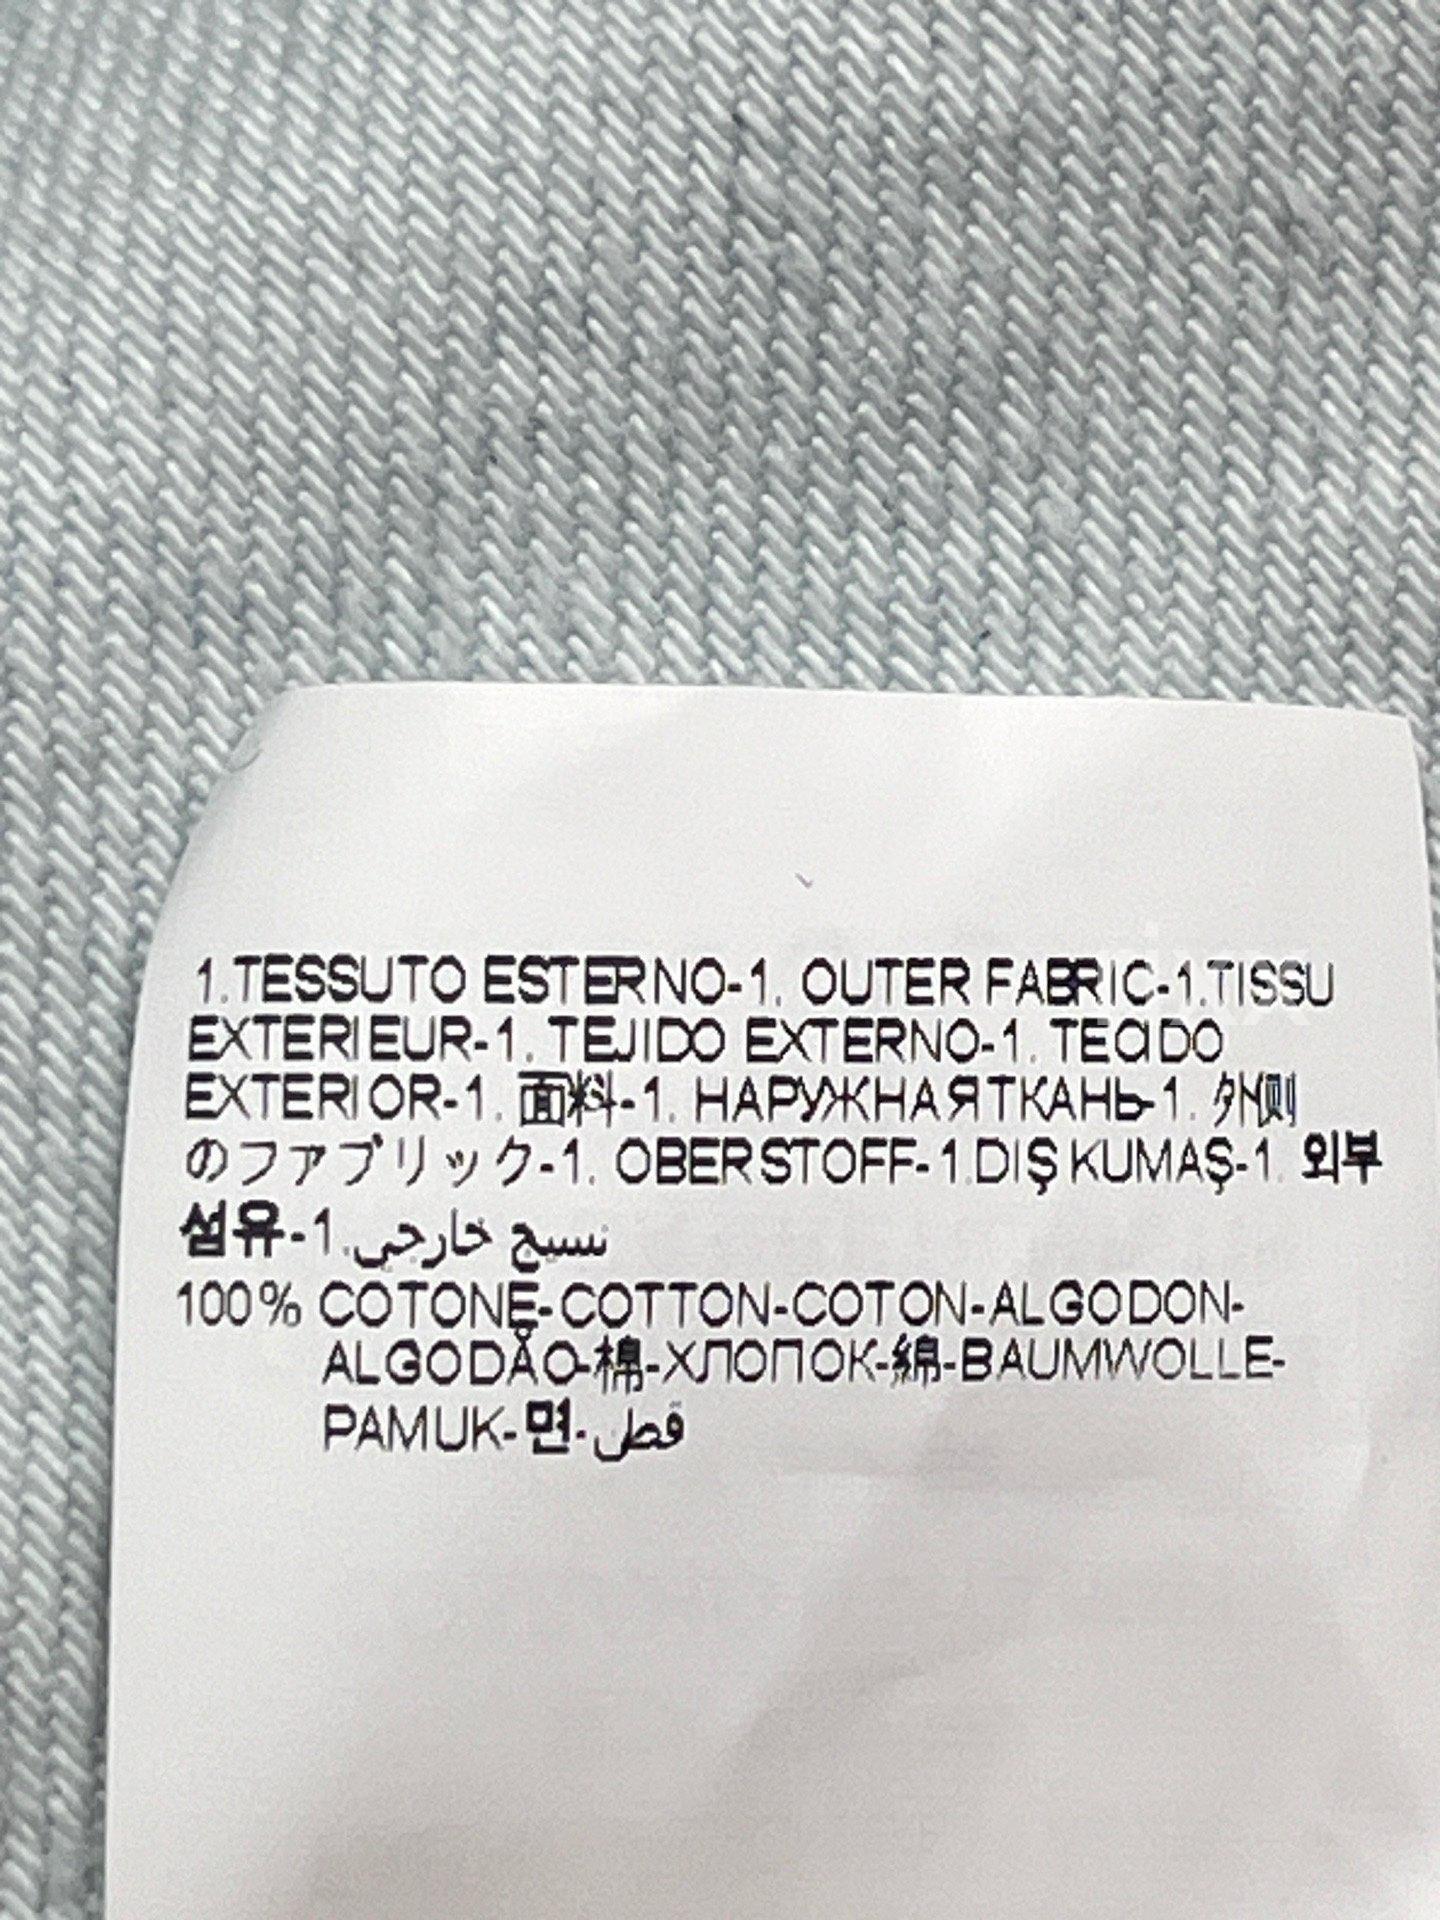 1.TESSUTO ESTERNO-1. OUTER FABRIC-1.TISSU
EXTERIEUR-1. TEJIDO EXTERNO-1. TECIDO
EXTERIOR-1. 面料-1. НАРУЖНАЯ ТКАНЬ-1. 外側
のファブリック-1. OBERSTOFF-1.DIŞ KUMAŞ-1. 외부
섬유-1.نسيج خارجي
100% COTONE-COTTON-COTON-ALGODON-
ALGODÃO-棉-ХЛОПОК-綿-BAUMWOLLE-
PAMUK-면-قطن